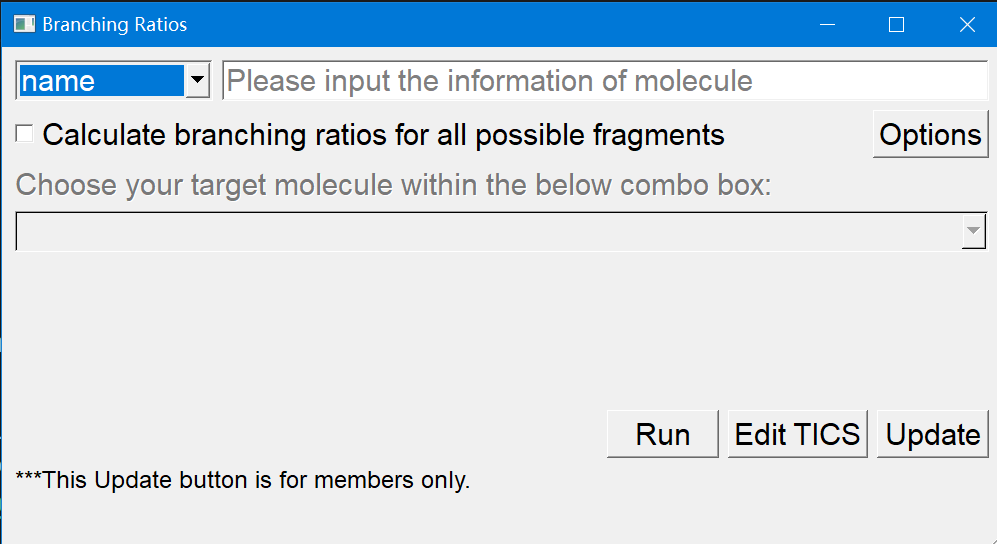 Branching Ratios
name Please input the information of molecule
Calculate branching ratios for all possible fragments Options
Choose your target molecule within the below combo box:
Run Edit TICS Update
***This Update button is for members only.